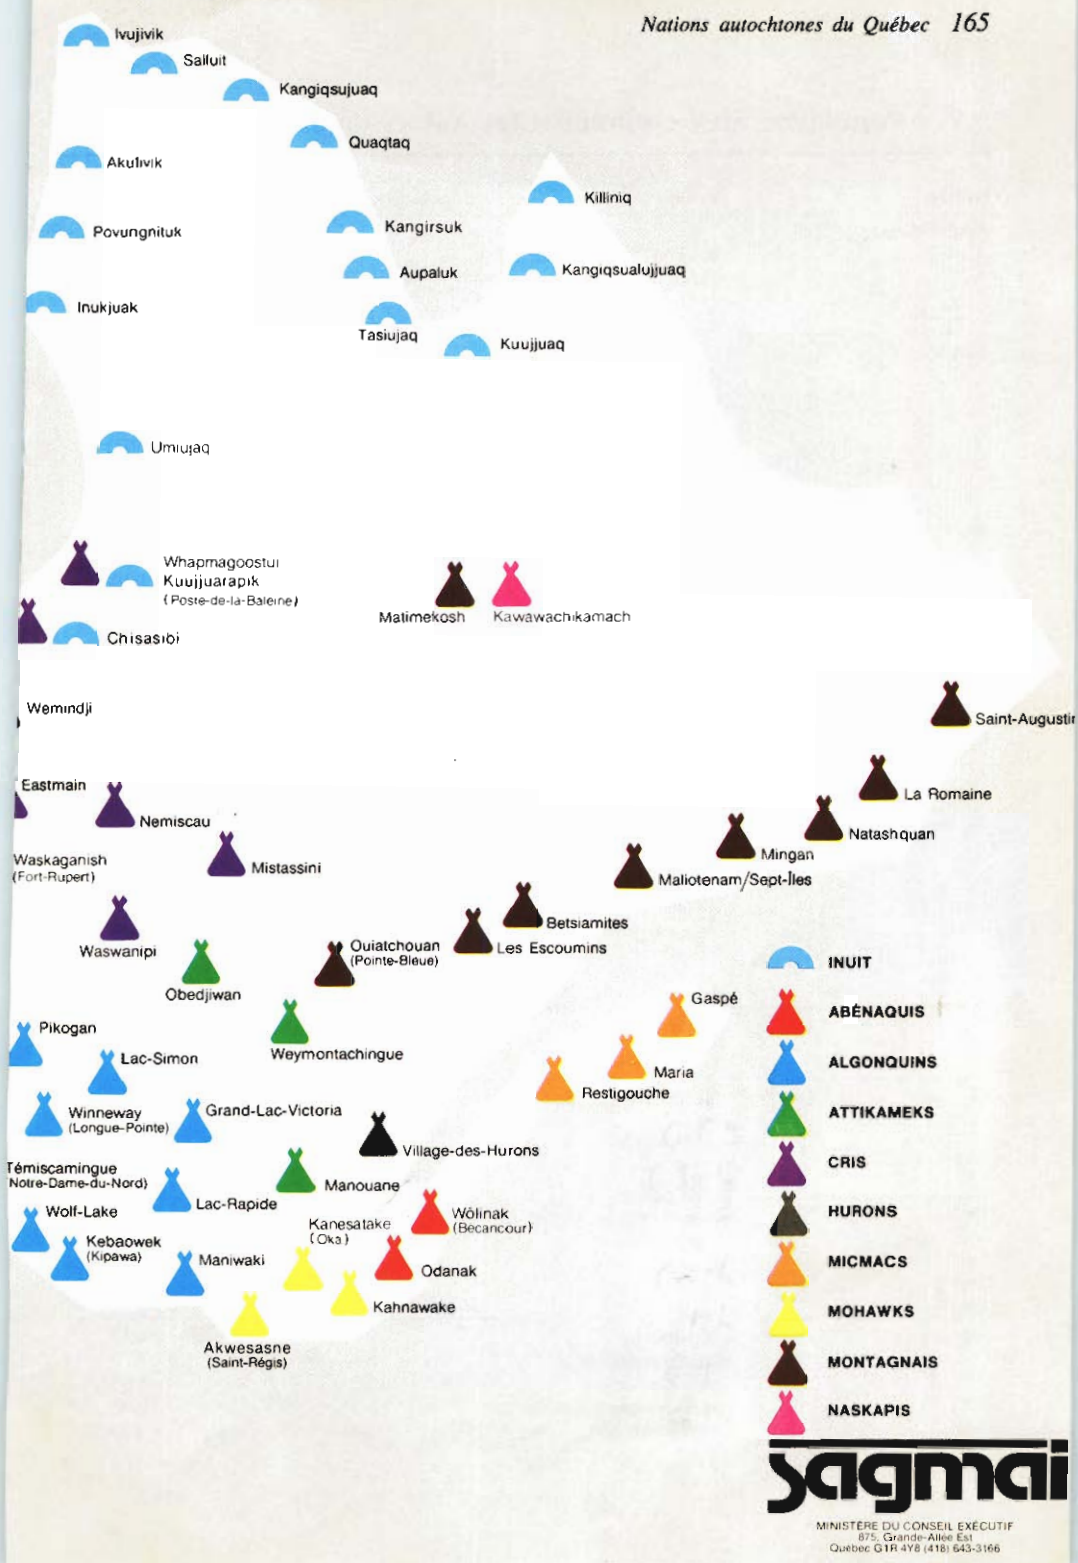 Nations autochtones du Québec 165
Ivujivik
Salluit
Kangiqsujuaq
Quaqtaq
Akulivik
Killiniq
Povungnituk
Kangirsuk
Aupaluk
Kangiqsualujjuaq
Inukjuak
Tasiujaq
Kuujjuaq
Umiujaq
Whapmagoostui
Kuujjuarapik
(Poste-de-la-Baleine)
Matimekosh
Kawawachikamach
Chisasibi
Wemindji
Saint-Augustin
Eastmain
La Romaine
Nemiscau
Natashquan
Waskaganish
(Fort-Rupert)
Mistassini
Mingan
Maliotenam/Sept-Îles
Betsiamites
Waswanipi
Ouiatchouan
(Pointe-Bleue)
Les Escoumins
Obedjiwan
Gaspé
Pikogan
Weymontachingue
Lac-Simon
Maria
Restigouche
Winneway
(Longue-Pointe)
Grand-Lac-Victoria
Village-des-Hurons
Témiscamingue
Notre-Dame-du-Nord)
Manouane
Lac-Rapide
Wolf-Lake
Kanesatake
(Oka)
Wôlinak
(Bécancour)
Kebaowek
(Kipawa)
Maniwaki
Odanak
Kahnawake
Akwesasne
(Saint-Régis)
INUIT
ABÉNAQUIS
ALGONQUINS
ATTIKAMEKS
CRIS
HURONS
MICMACS
MOHAWKS
MONTAGNAIS
NASKAPIS
sagmai
MINISTÈRE DU CONSEIL EXÉCUTIF
875, Grande-Allée Est
Québec G1R 4Y8 (418) 643-3166